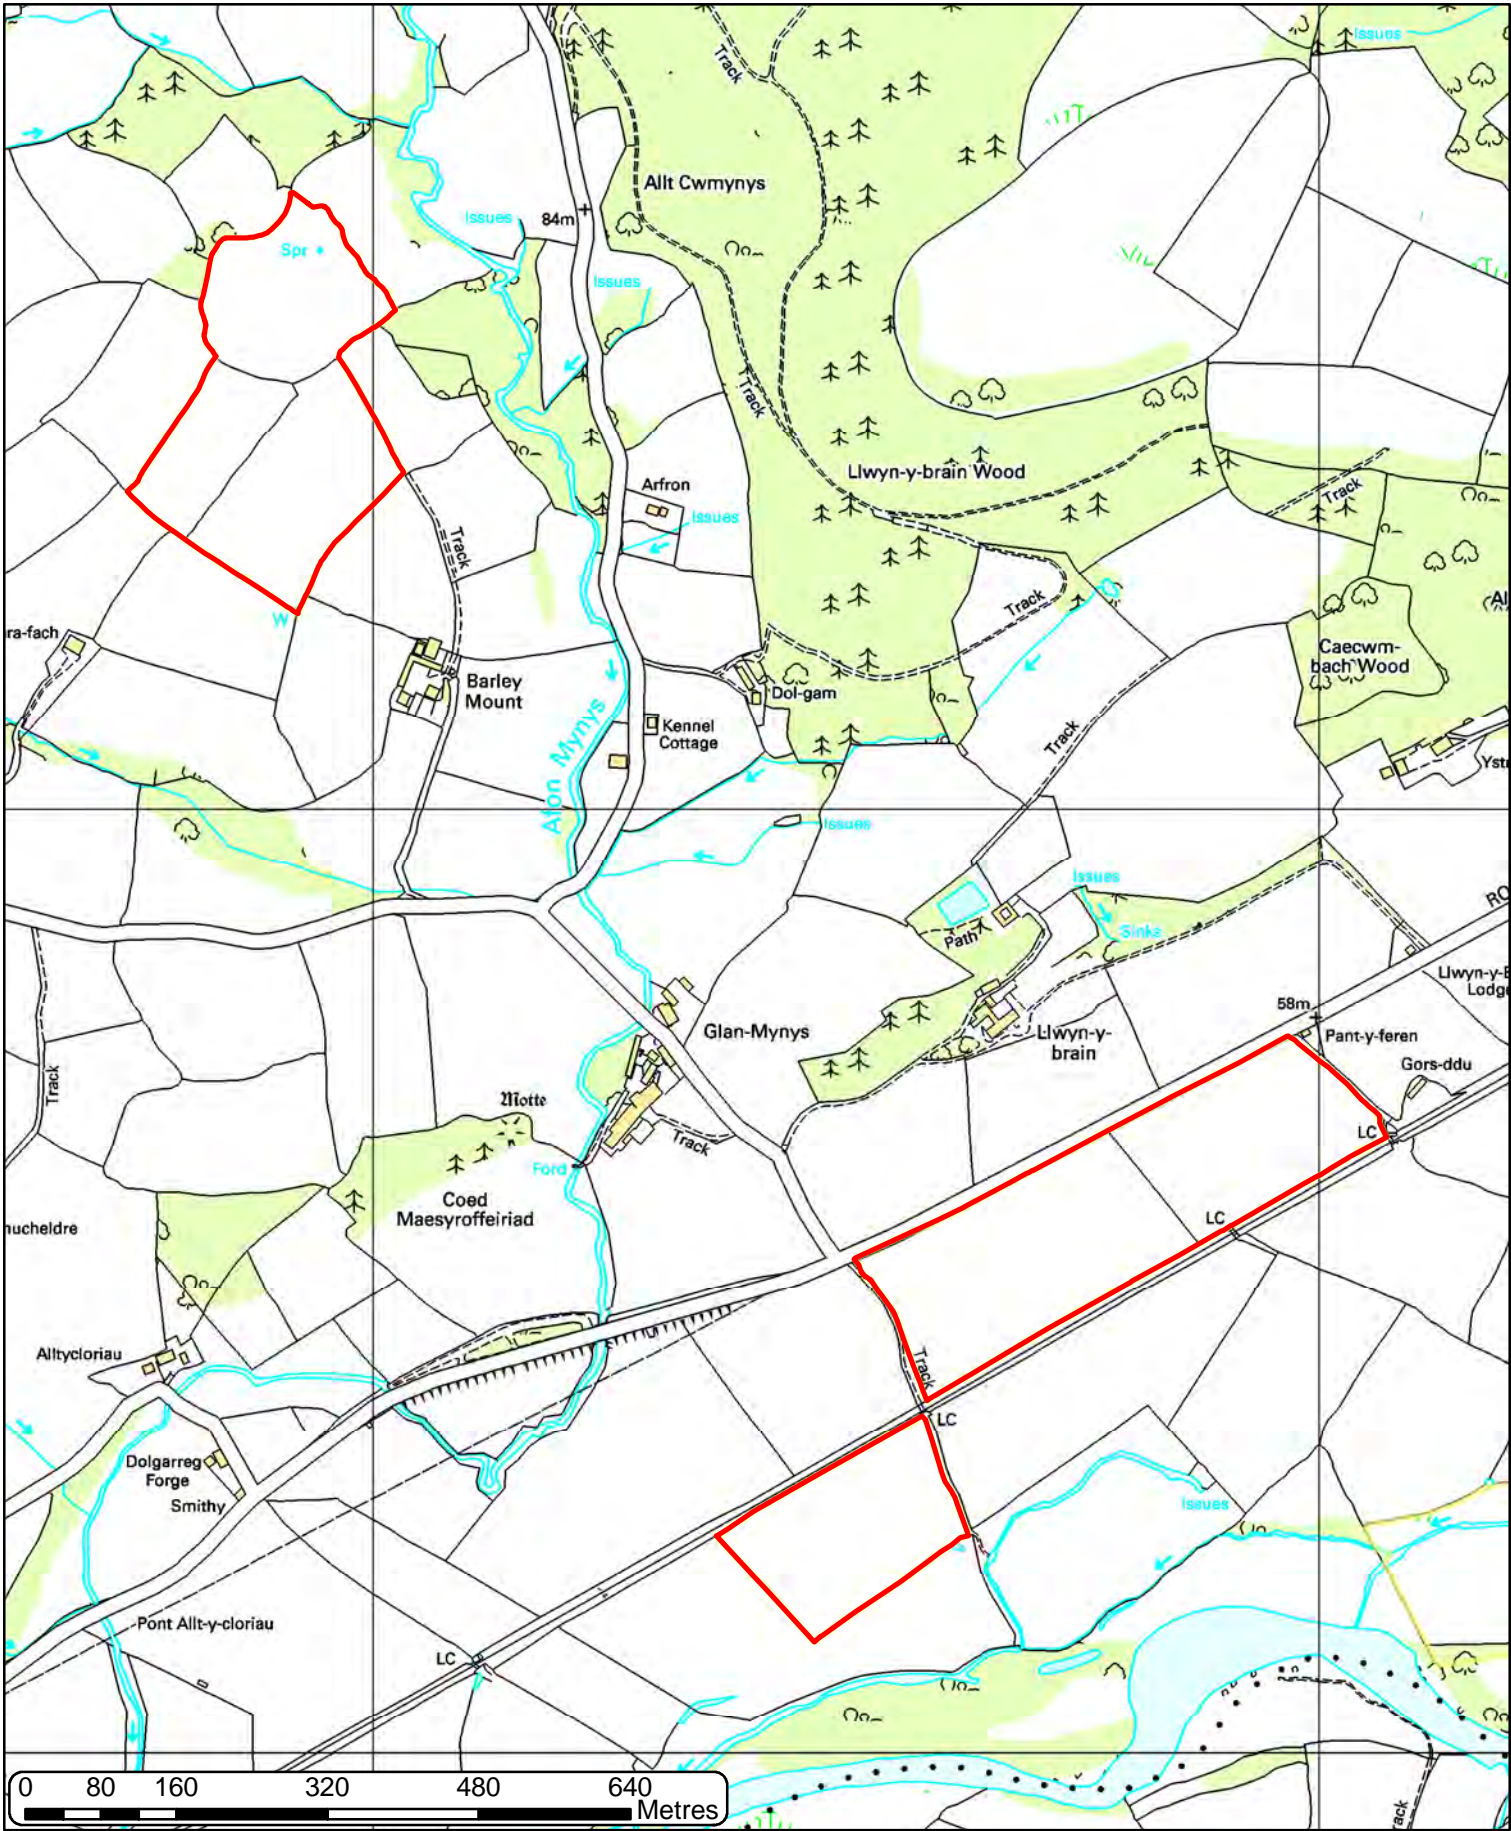 Issues
Track
Allt Cwmynys
Issues
84m
Spr
Issues
Track
Llwyn-y-brain Wood
Arfron
Issues
Track
Track
Track
W
Caecwm-
bach Wood
Barley
Mount
Dol-gam
Kennel
Cottage
Afon Mynys
Track
Issues
Issues
Path
Sinks
Llwyn-y-
58m
Glan-Mynys
Llwyn-y-
brain
Pant-y-feren
Gors-ddu
Track
Motte
Track
LC
Ford
Coed
Maesyroffeiriad
LC
Alltycloriau
Track
LC
Dolgarreg
Forge
Smithy
Issues
Pont Allt-y-cloriau
LC
0 80 160 320 480 640
Metres